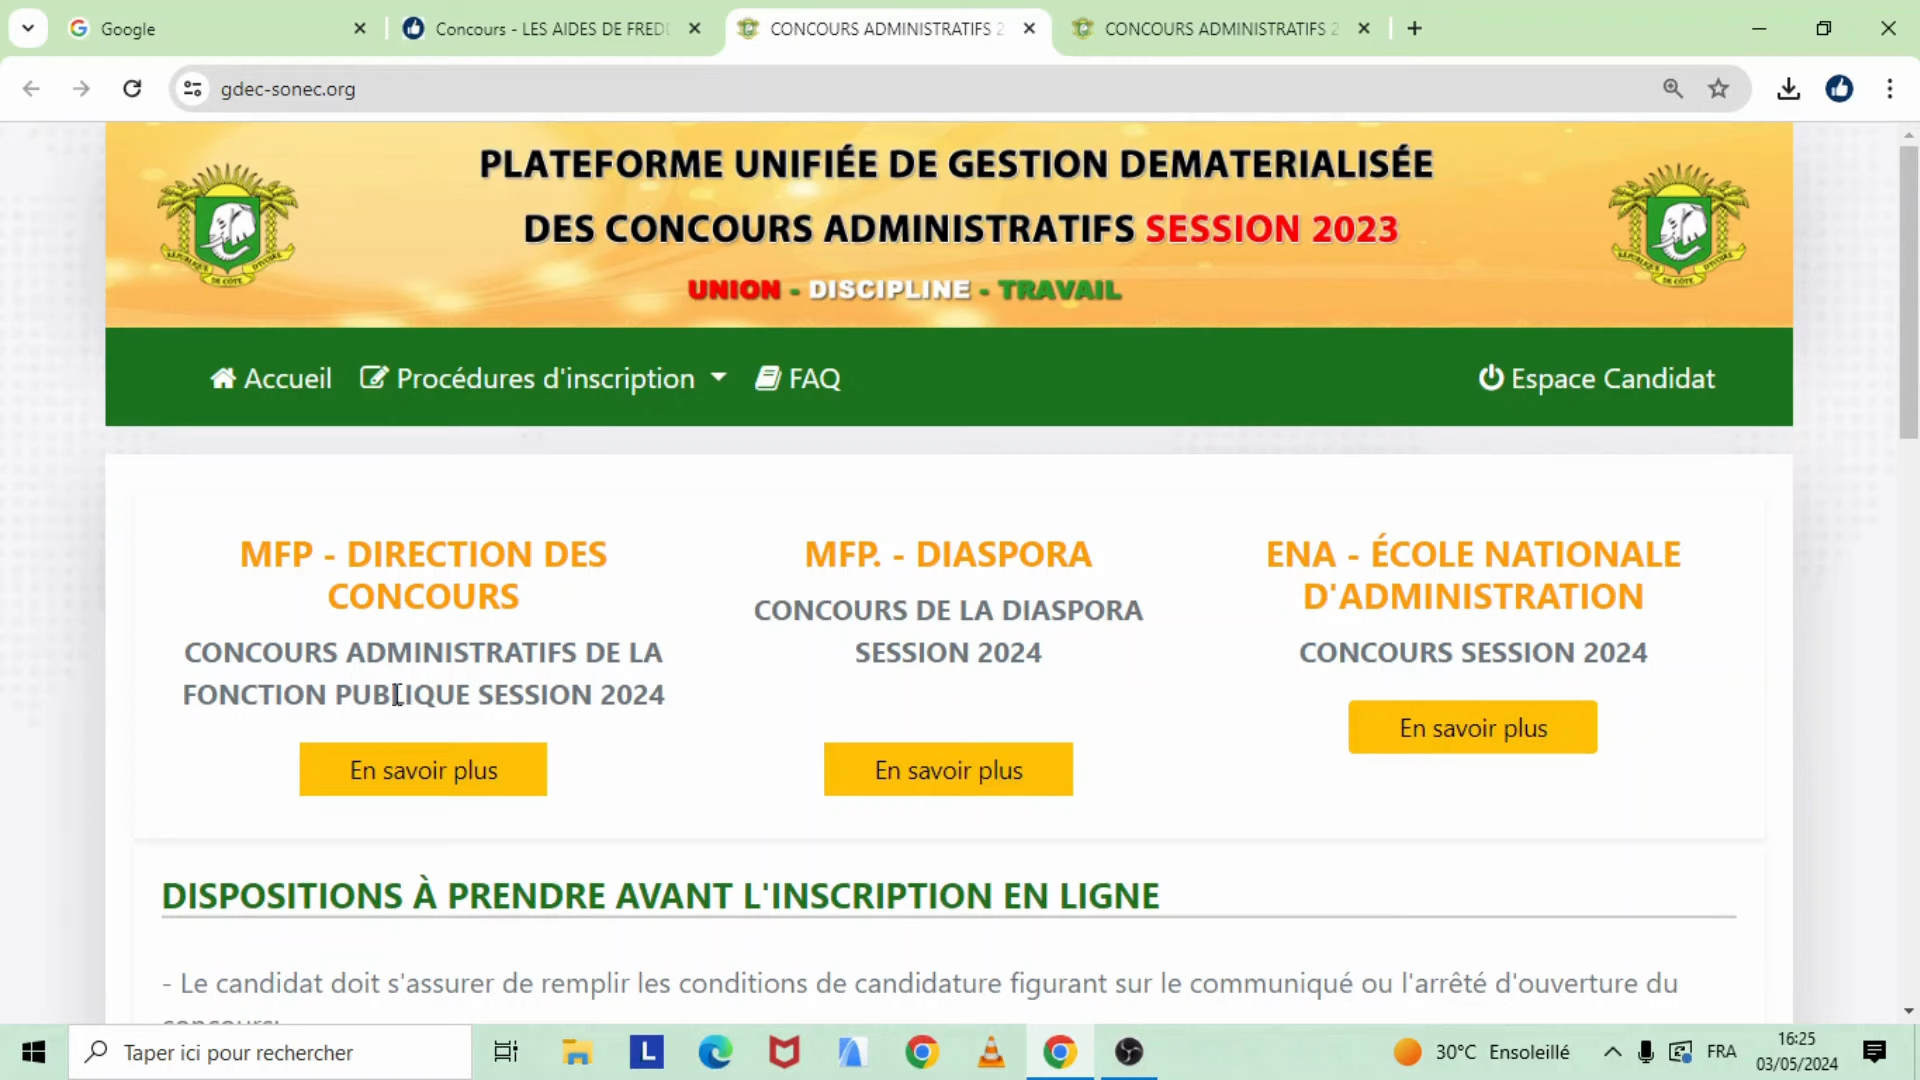 Google
Concours - LES AIDES DE FRED
CONCOURS ADMINISTRATIFS 2
CONCOURS ADMINISTRATIFS 2
gdec-sonec.org
PLATEFORME UNIFIÉE DE GESTION DEMATERIALISÉE
DES CONCOURS ADMINISTRATIFS SESSION 2023
UNION - DISCIPLINE - TRAVAIL
Accueil
Procédures d'inscription
FAQ
Espace Candidat
MFP - DIRECTION DES
CONCOURS
CONCOURS ADMINISTRATIFS DE LA
FONCTION PUBLIQUE SESSION 2024
En savoir plus
MFP. - DIASPORA
CONCOURS DE LA DIASPORA
SESSION 2024
En savoir plus
ENA - ÉCOLE NATIONALE
D'ADMINISTRATION
CONCOURS SESSION 2024
En savoir plus
DISPOSITIONS À PRENDRE AVANT L'INSCRIPTION EN LIGNE
- Le candidat doit s'assurer de remplir les conditions de candidature figurant sur le communiqué ou l'arrêté d'ouverture du
concours;
Taper ici pour rechercher
L
30°C Ensoleillé
FRA
16:25
03/05/2024